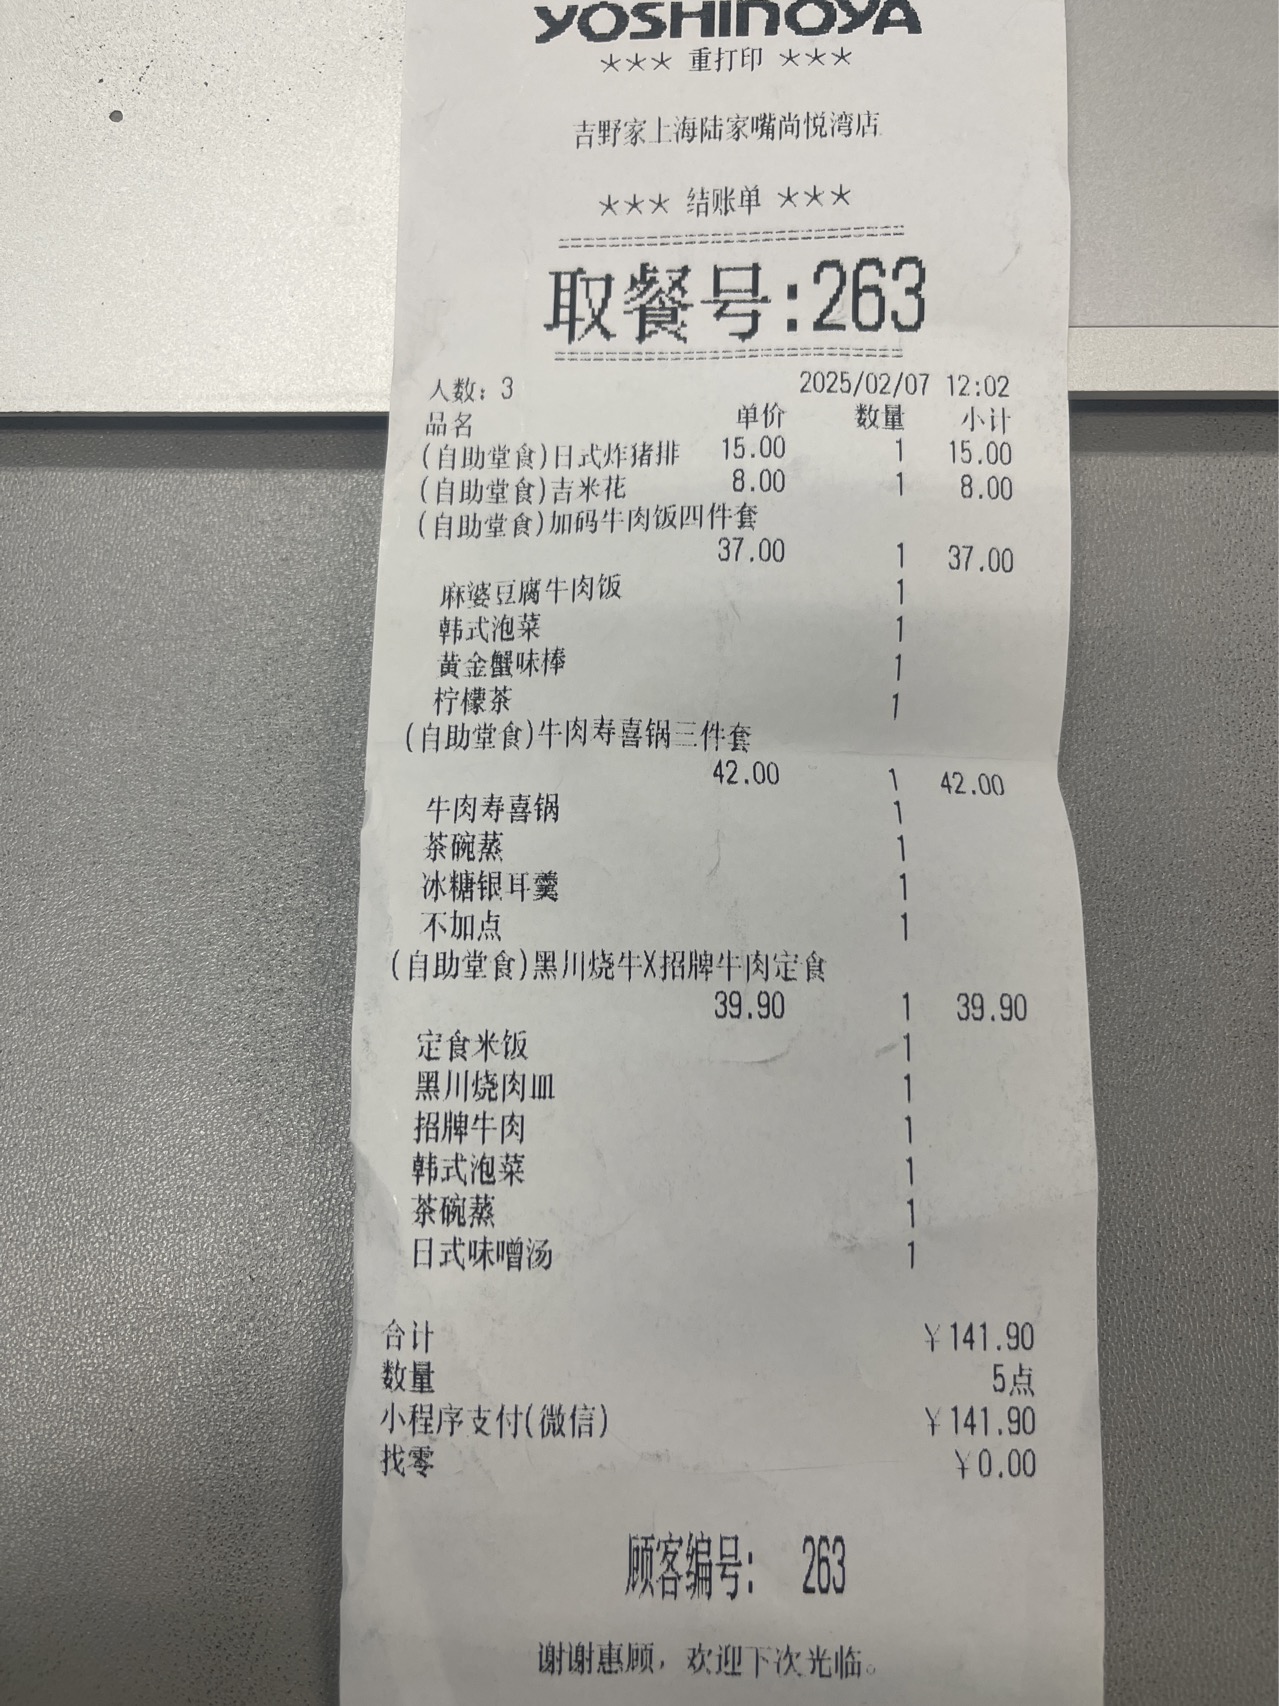 YOSHINOYA
*** 重打印 ***
吉野家上海陆家嘴尚悦湾店
*** 结账单 ***
取餐号:263
人数: 3 2025/02/07 12:02
品名 单价 数量 小计
(自助堂食)日式炸猪排 15.00 1 15.00
(自助堂食)吉米花 8.00 1 8.00
(自助堂食)加码牛肉饭四件套
37.00 1 37.00
麻婆豆腐牛肉饭 1
韩式泡菜 1
黄金蟹味棒 1
柠檬茶 1
(自助堂食)牛肉寿喜锅三件套
42.00 1 42.00
牛肉寿喜锅 1
茶碗蒸 1
冰糖银耳羹 1
不加点 1
(自助堂食)黑川烧牛X招牌牛肉定食
39.90 1 39.90
定食米饭 1
黑川烧肉皿 1
招牌牛肉 1
韩式泡菜 1
茶碗蒸 1
日式味噌汤 1
合计 ¥141.90
数量 5点
小程序支付(微信) ¥141.90
找零 ¥0.00
顾客编号: 263
谢谢惠顾，欢迎下次光临。